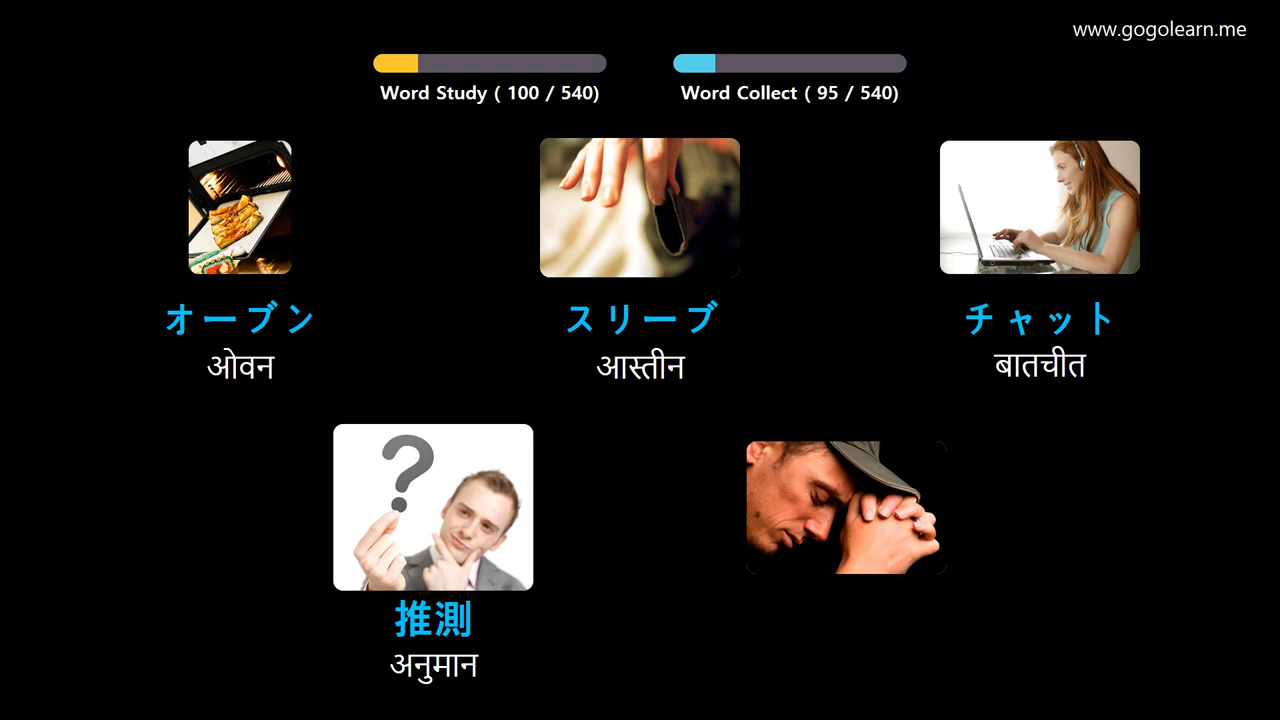 www.gogolearn.me
Word Study ( 100 / 540)
Word Collect ( 95 / 540)
オーブン
ओवन
スリーブ
आस्तीन
チャット
बातचीत
?
推測
अनुमान